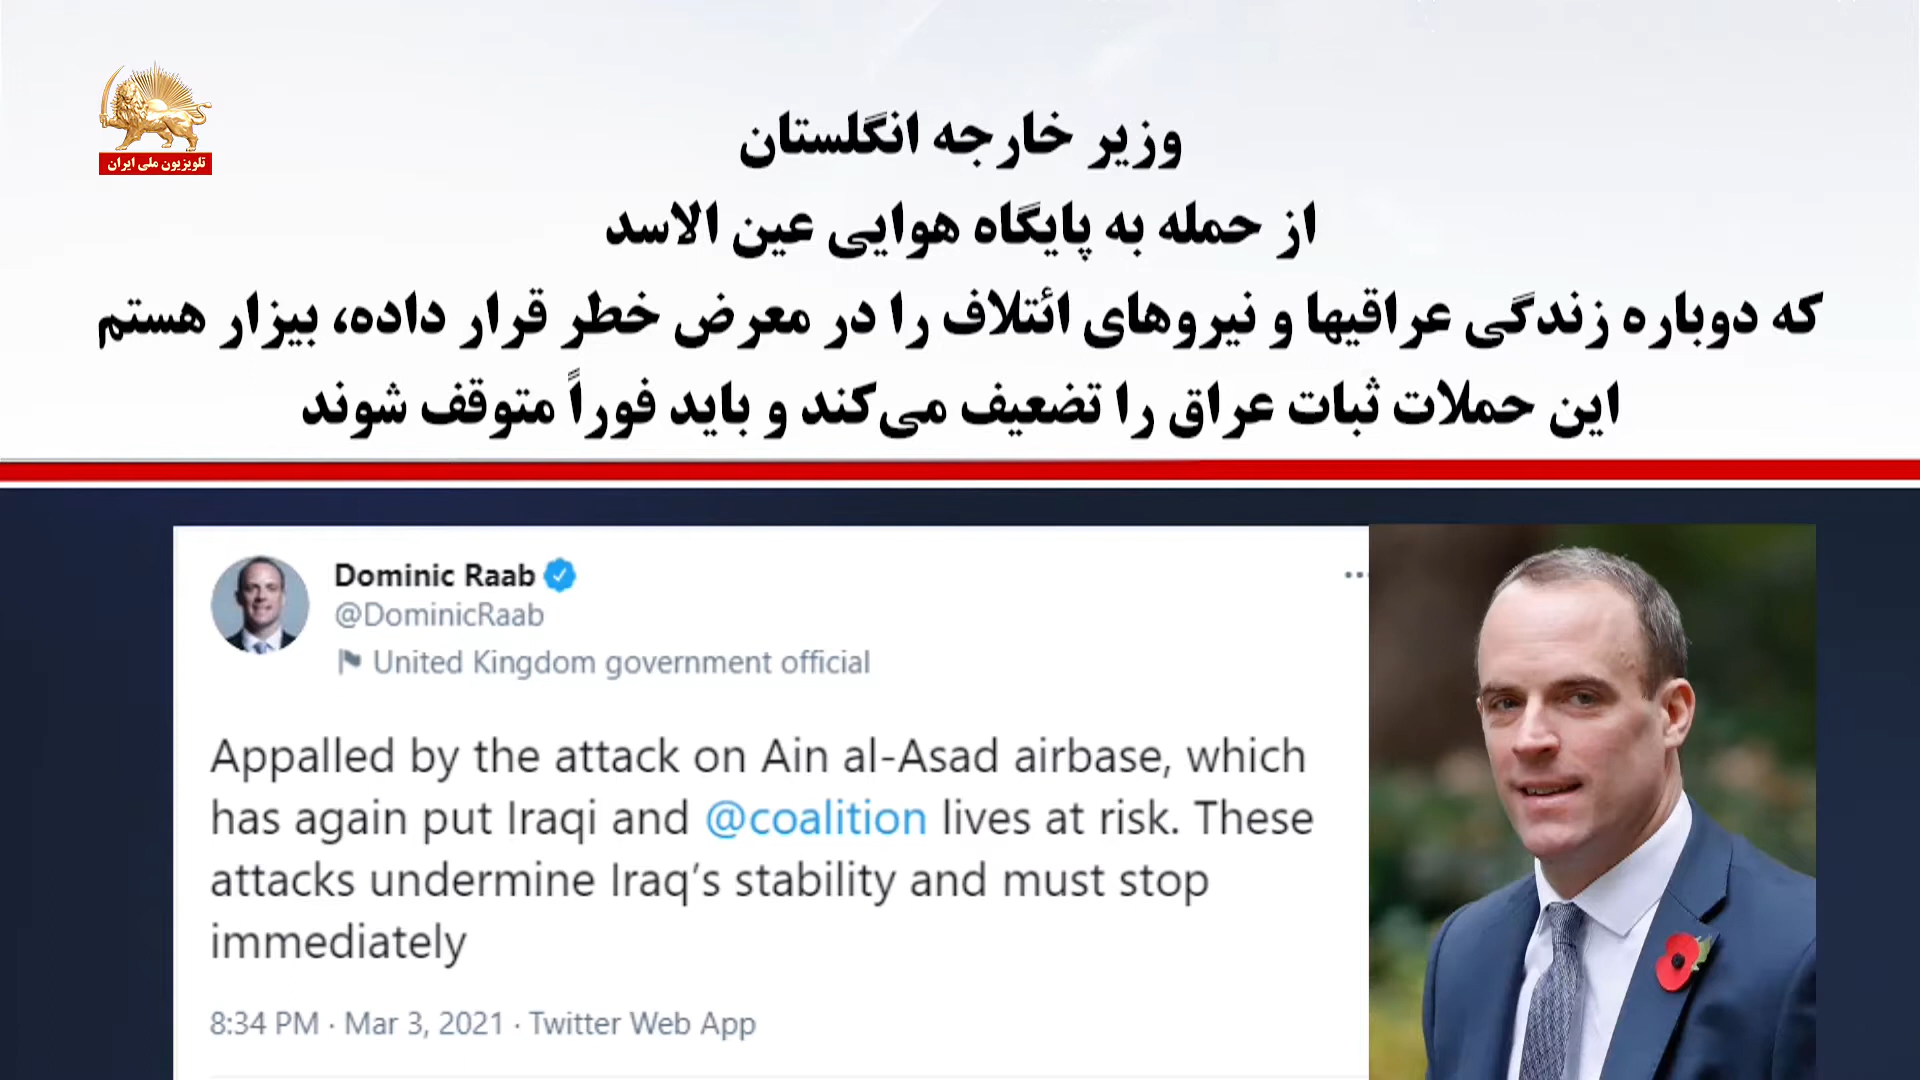 تلویزیون ملی ایران
وزیر خارجه انگلستان
از حمله به پایگاه هوایی عین الاسد
که دوباره زندگی عراقیها و نیروهای ائتلاف را در معرض خطر قرار داده، بیزار هستم
این حملات ثبات عراق را تضعیف می‌کند و باید فوراً متوقف شوند
Dominic Raab
@DominicRaab
United Kingdom government official
Appalled by the attack on Ain al-Asad airbase, which
has again put Iraqi and @coalition lives at risk. These
attacks undermine Iraq’s stability and must stop
immediately
8:34 PM · Mar 3, 2021 · Twitter Web App